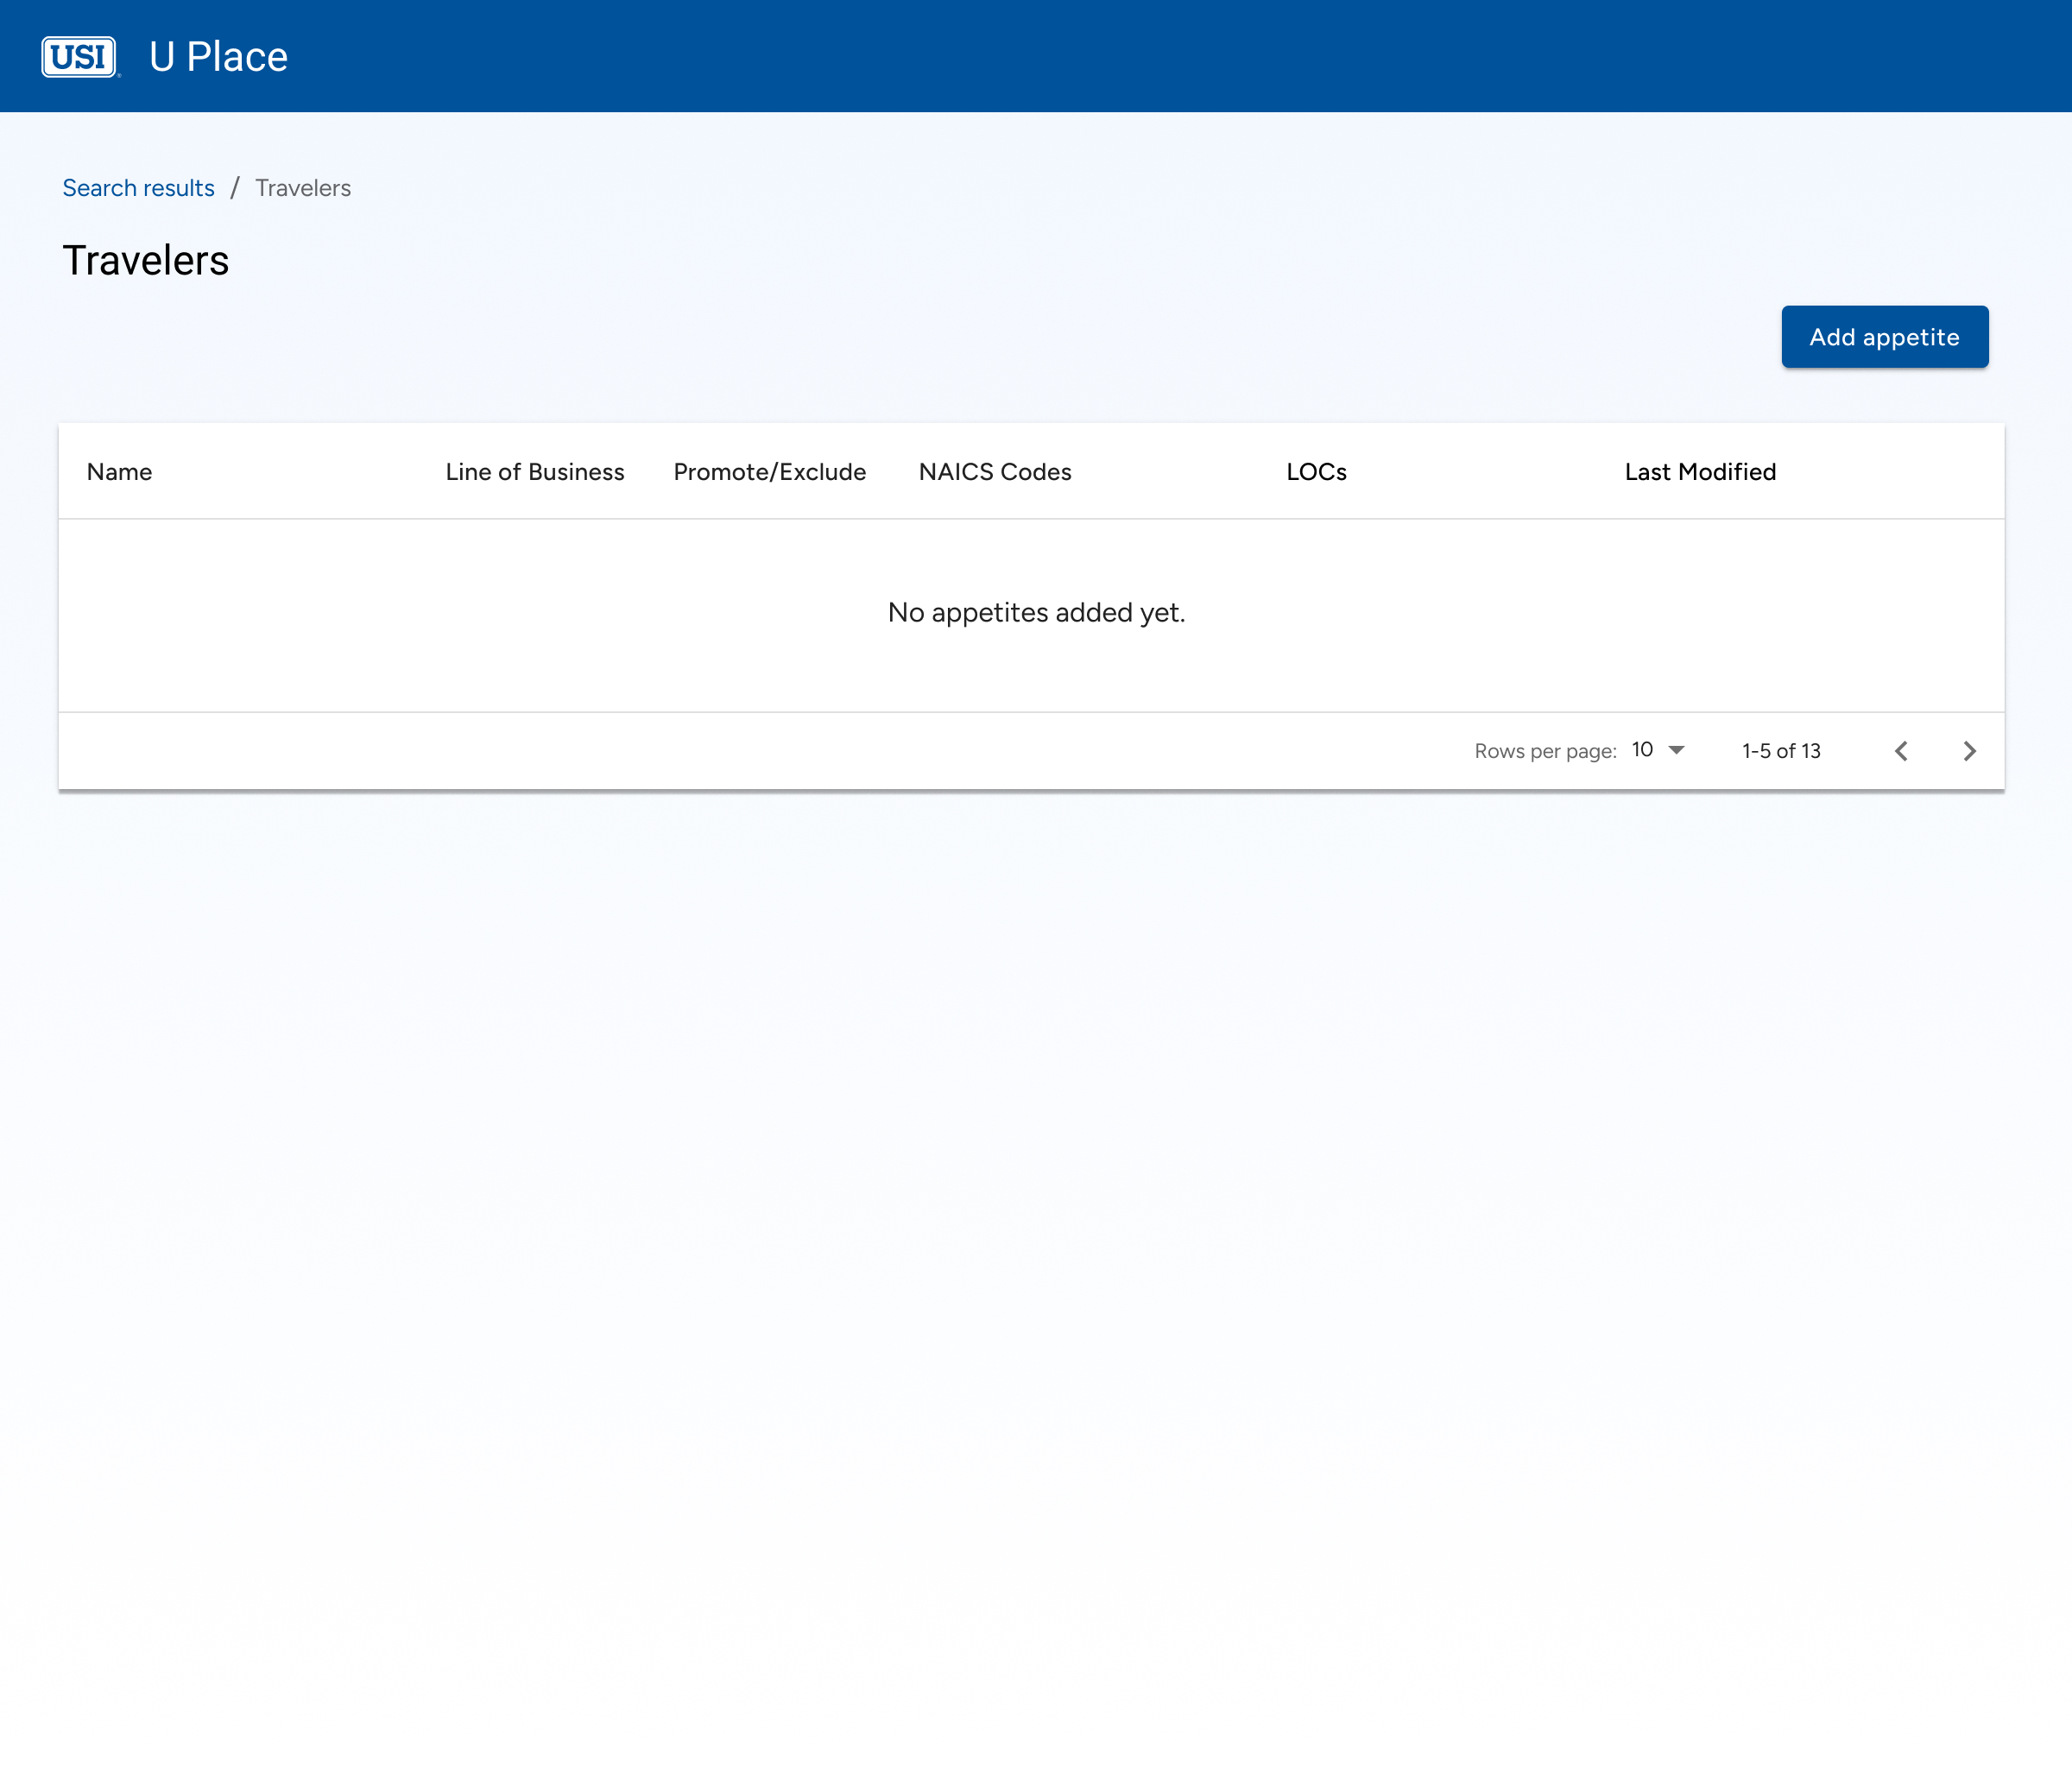 USI U Place
Search results / Travelers
Travelers
Add appetite
Name Line of Business Promote/Exclude NAICS Codes LOCs Last Modified
No appetites added yet.
Rows per page: 10 1-5 of 13